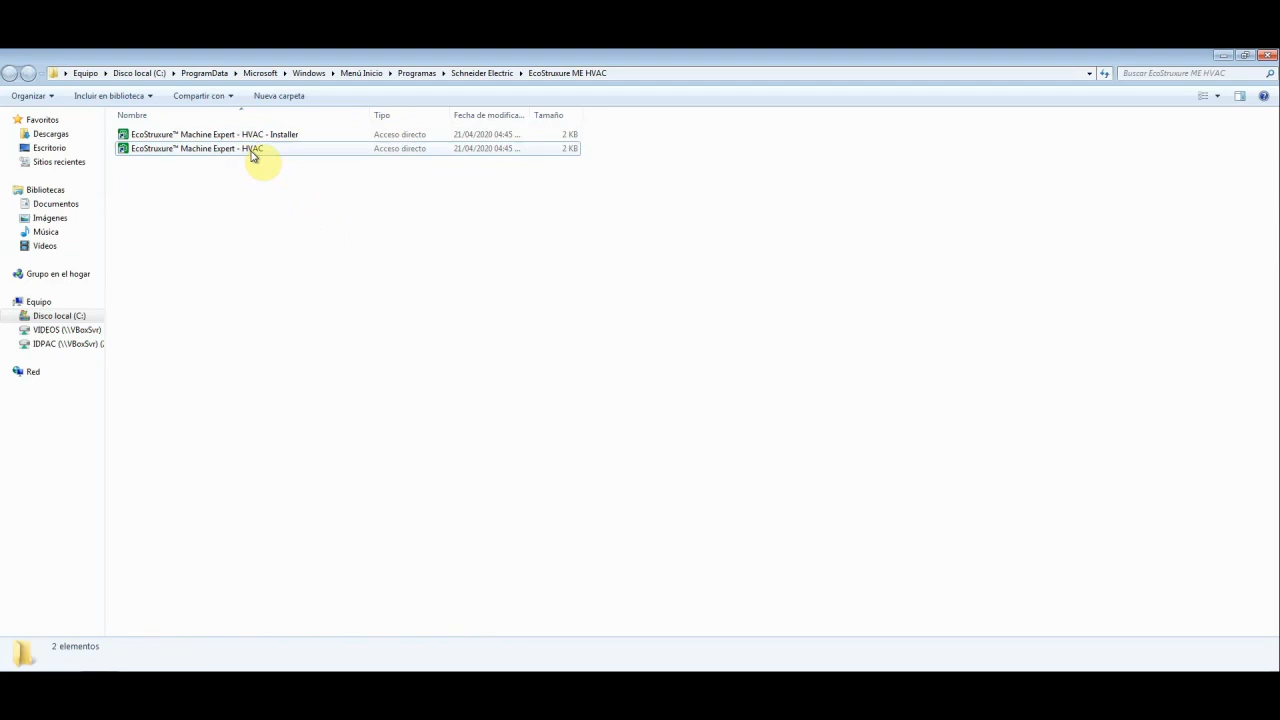 Equipo Disco local (C:) ProgramData Microsoft Windows Menú Inicio Programas Schneider Electric EcoStruxure ME HVAC Buscar EcoStruxure ME HVAC
Organizar Incluir en biblioteca Compartir con Nueva carpeta
Nombre Tipo Fecha de modifica... Tamaño
EcoStruxure™ Machine Expert - HVAC - Installer Acceso directo 21/04/2020 04:45 ... 2 KB
EcoStruxure™ Machine Expert - HVAC Acceso directo 21/04/2020 04:45 ... 2 KB
Favoritos
Descargas
Escritorio
Sitios recientes
Bibliotecas
Documentos
Imágenes
Música
Vídeos
Grupo en el hogar
Equipo
Disco local (C:)
VIDEOS (\\VBoxSvr)
IDPAC (\\VBoxSvr) (
Red
2 elementos